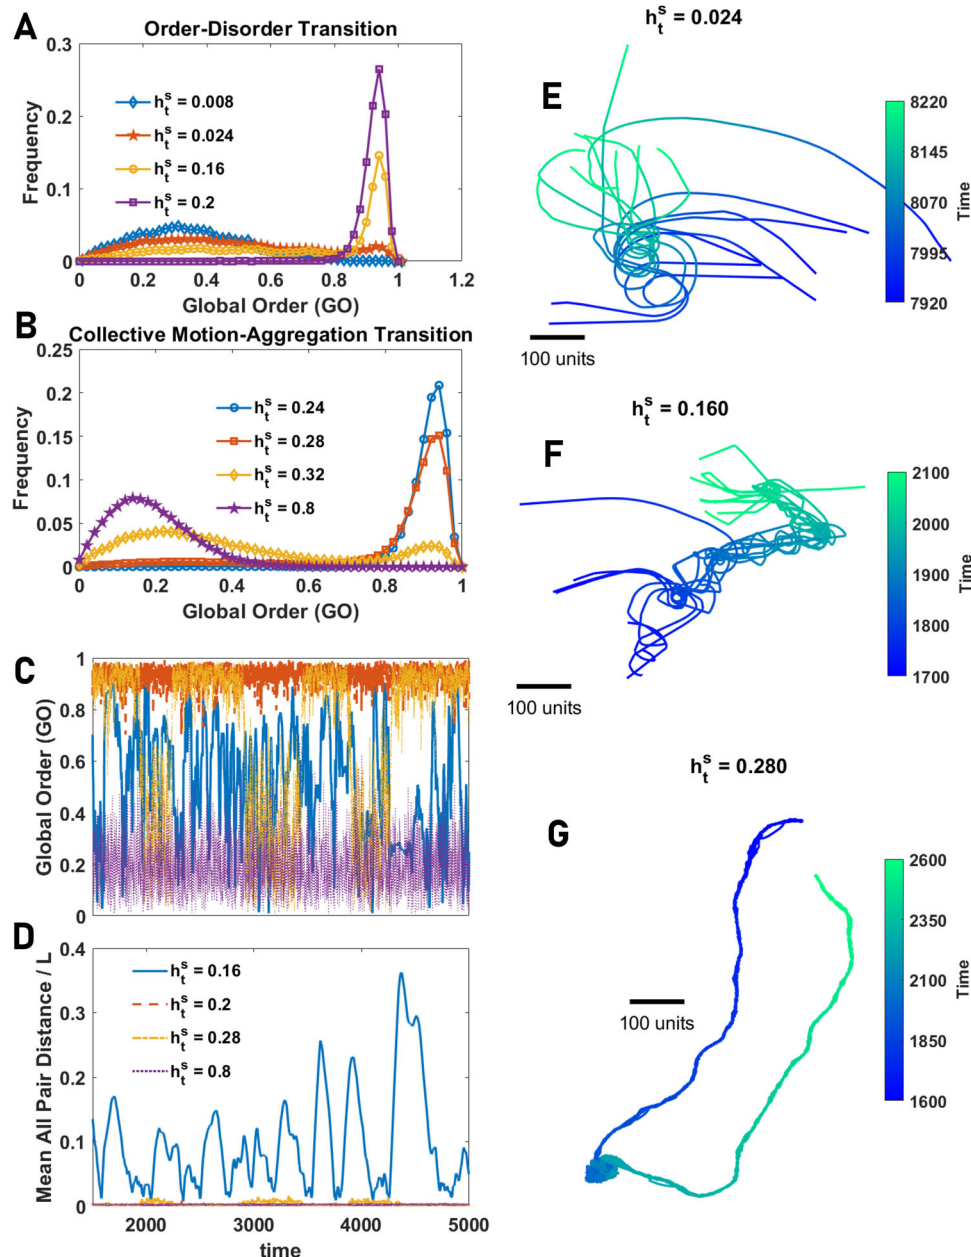 A
Order-Disorder Transition
0.3
0.2
0.1
0
Frequency
h_t^s = 0.008
h_t^s = 0.024
h_t^s = 0.16
h_t^s = 0.2
0 0.2 0.4 0.6 0.8 1 1.2
Global Order (GO)
B
Collective Motion-Aggregation Transition
0.25
0.2
0.15
0.1
0.05
0
Frequency
h_t^s = 0.24
h_t^s = 0.28
h_t^s = 0.32
h_t^s = 0.8
0 0.2 0.4 0.6 0.8 1
Global Order (GO)
C
1
0.8
0.6
0.4
0.2
0
Global Order (GO)
D
0.4
0.3
0.2
0.1
0
Mean All Pair Distance / L
h_t^s = 0.16
h_t^s = 0.2
h_t^s = 0.28
h_t^s = 0.8
2000 3000 4000 5000
time
h_t^s = 0.024
E
100 units
8220
8145
8070
7995
7920
Time
h_t^s = 0.160
F
100 units
2100
2000
1900
1800
1700
Time
h_t^s = 0.280
G
100 units
2600
2350
2100
1850
1600
Time